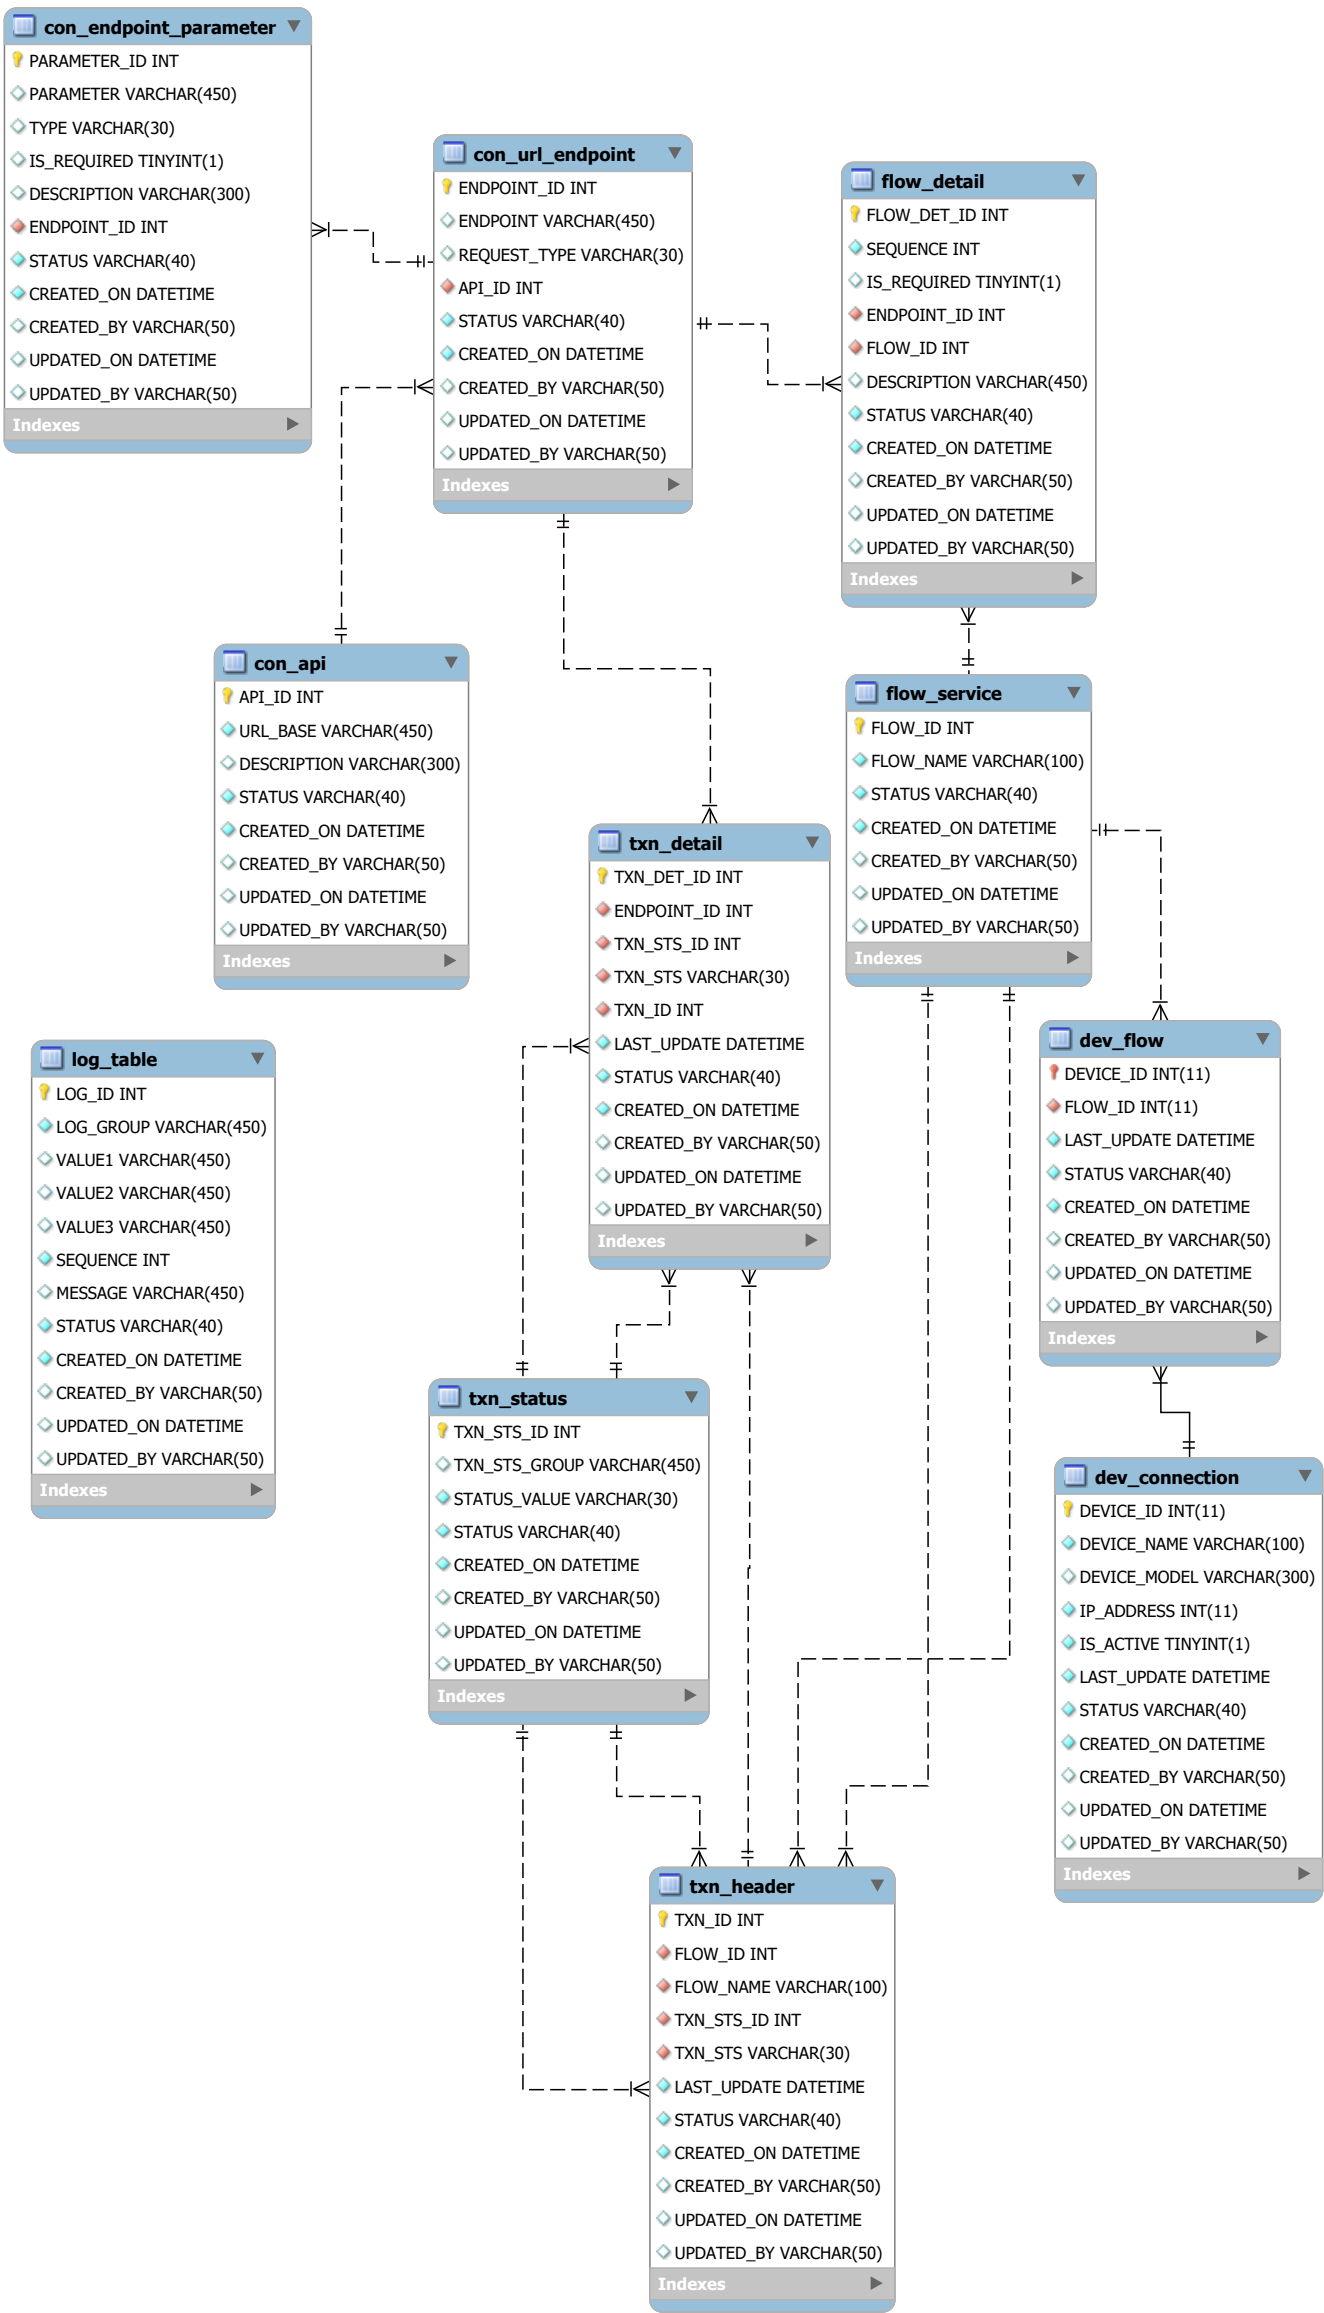 con_endpoint_parameter
PARAMETER_ID INT
PARAMETER VARCHAR(450)
TYPE VARCHAR(30)
IS_REQUIRED TINYINT(1)
DESCRIPTION VARCHAR(300)
ENDPOINT_ID INT
STATUS VARCHAR(40)
CREATED_ON DATETIME
CREATED_BY VARCHAR(50)
UPDATED_ON DATETIME
UPDATED_BY VARCHAR(50)
Indexes
con_url_endpoint
ENDPOINT_ID INT
ENDPOINT VARCHAR(450)
REQUEST_TYPE VARCHAR(30)
API_ID INT
STATUS VARCHAR(40)
CREATED_ON DATETIME
CREATED_BY VARCHAR(50)
UPDATED_ON DATETIME
UPDATED_BY VARCHAR(50)
Indexes
flow_detail
FLOW_DET_ID INT
SEQUENCE INT
IS_REQUIRED TINYINT(1)
ENDPOINT_ID INT
FLOW_ID INT
DESCRIPTION VARCHAR(450)
STATUS VARCHAR(40)
CREATED_ON DATETIME
CREATED_BY VARCHAR(50)
UPDATED_ON DATETIME
UPDATED_BY VARCHAR(50)
Indexes
con_api
API_ID INT
URL_BASE VARCHAR(450)
DESCRIPTION VARCHAR(300)
STATUS VARCHAR(40)
CREATED_ON DATETIME
CREATED_BY VARCHAR(50)
UPDATED_ON DATETIME
UPDATED_BY VARCHAR(50)
Indexes
flow_service
FLOW_ID INT
FLOW_NAME VARCHAR(100)
STATUS VARCHAR(40)
CREATED_ON DATETIME
CREATED_BY VARCHAR(50)
UPDATED_ON DATETIME
UPDATED_BY VARCHAR(50)
Indexes
txn_detail
TXN_DET_ID INT
ENDPOINT_ID INT
TXN_STS_ID INT
TXN_STS VARCHAR(30)
TXN_ID INT
LAST_UPDATE DATETIME
STATUS VARCHAR(40)
CREATED_ON DATETIME
CREATED_BY VARCHAR(50)
UPDATED_ON DATETIME
UPDATED_BY VARCHAR(50)
Indexes
dev_flow
DEVICE_ID INT(11)
FLOW_ID INT(11)
LAST_UPDATE DATETIME
STATUS VARCHAR(40)
CREATED_ON DATETIME
CREATED_BY VARCHAR(50)
UPDATED_ON DATETIME
UPDATED_BY VARCHAR(50)
Indexes
log_table
LOG_ID INT
LOG_GROUP VARCHAR(450)
VALUE1 VARCHAR(450)
VALUE2 VARCHAR(450)
VALUE3 VARCHAR(450)
SEQUENCE INT
MESSAGE VARCHAR(450)
STATUS VARCHAR(40)
CREATED_ON DATETIME
CREATED_BY VARCHAR(50)
UPDATED_ON DATETIME
UPDATED_BY VARCHAR(50)
Indexes
txn_status
TXN_STS_ID INT
TXN_STS_GROUP VARCHAR(450)
STATUS_VALUE VARCHAR(30)
STATUS VARCHAR(40)
CREATED_ON DATETIME
CREATED_BY VARCHAR(50)
UPDATED_ON DATETIME
UPDATED_BY VARCHAR(50)
Indexes
dev_connection
DEVICE_ID INT(11)
DEVICE_NAME VARCHAR(100)
DEVICE_MODEL VARCHAR(300)
IP_ADDRESS INT(11)
IS_ACTIVE TINYINT(1)
LAST_UPDATE DATETIME
STATUS VARCHAR(40)
CREATED_ON DATETIME
CREATED_BY VARCHAR(50)
UPDATED_ON DATETIME
UPDATED_BY VARCHAR(50)
Indexes
txn_header
TXN_ID INT
FLOW_ID INT
FLOW_NAME VARCHAR(100)
TXN_STS_ID INT
TXN_STS VARCHAR(30)
LAST_UPDATE DATETIME
STATUS VARCHAR(40)
CREATED_ON DATETIME
CREATED_BY VARCHAR(50)
UPDATED_ON DATETIME
UPDATED_BY VARCHAR(50)
Indexes